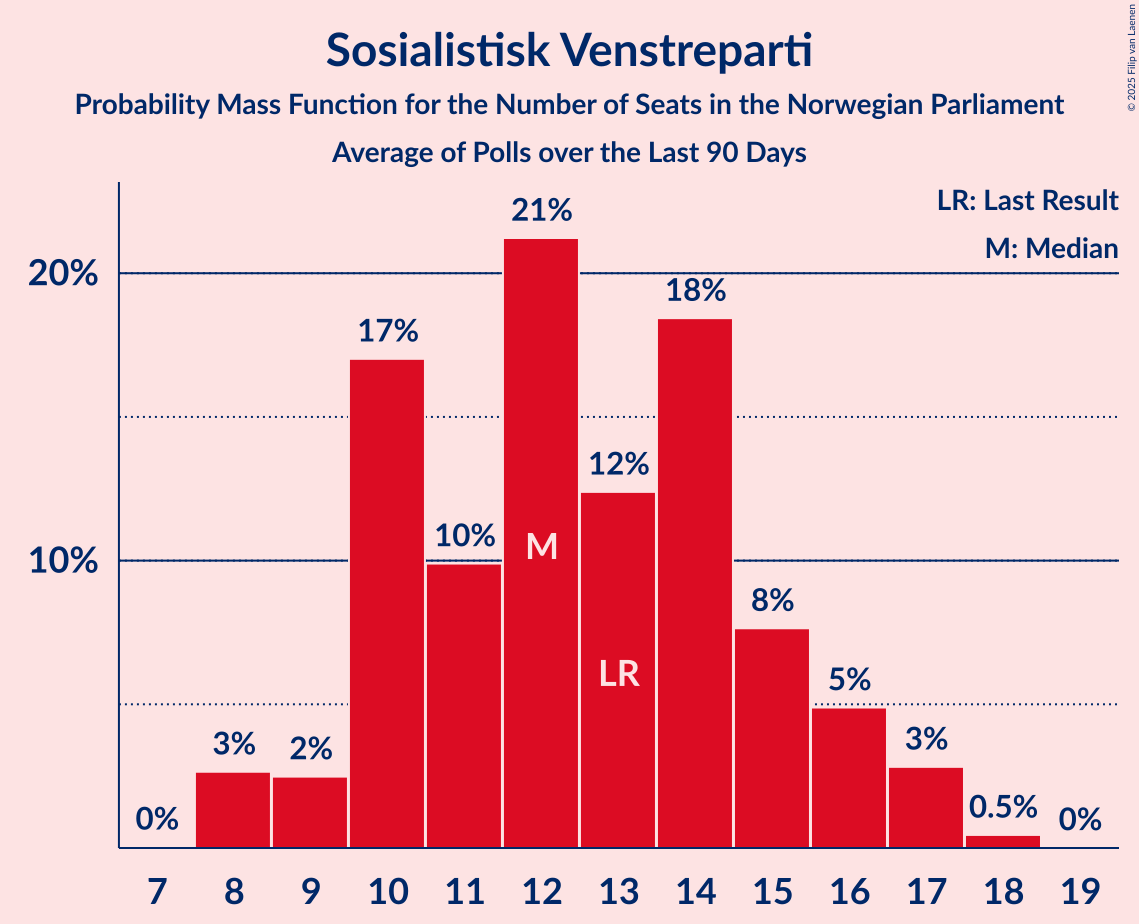 Sosialistisk Venstreparti
Probability Mass Function for the Number of Seats in the Norwegian Parliament
Average of Polls over the Last 90 Days
© 2025 Filip van Laenen
LR: Last Result
M: Median
20%
10%
0%
3%
2%
17%
10%
21%
12%
18%
8%
5%
3%
0.5%
0%
M
LR
7 8 9 10 11 12 13 14 15 16 17 18 19